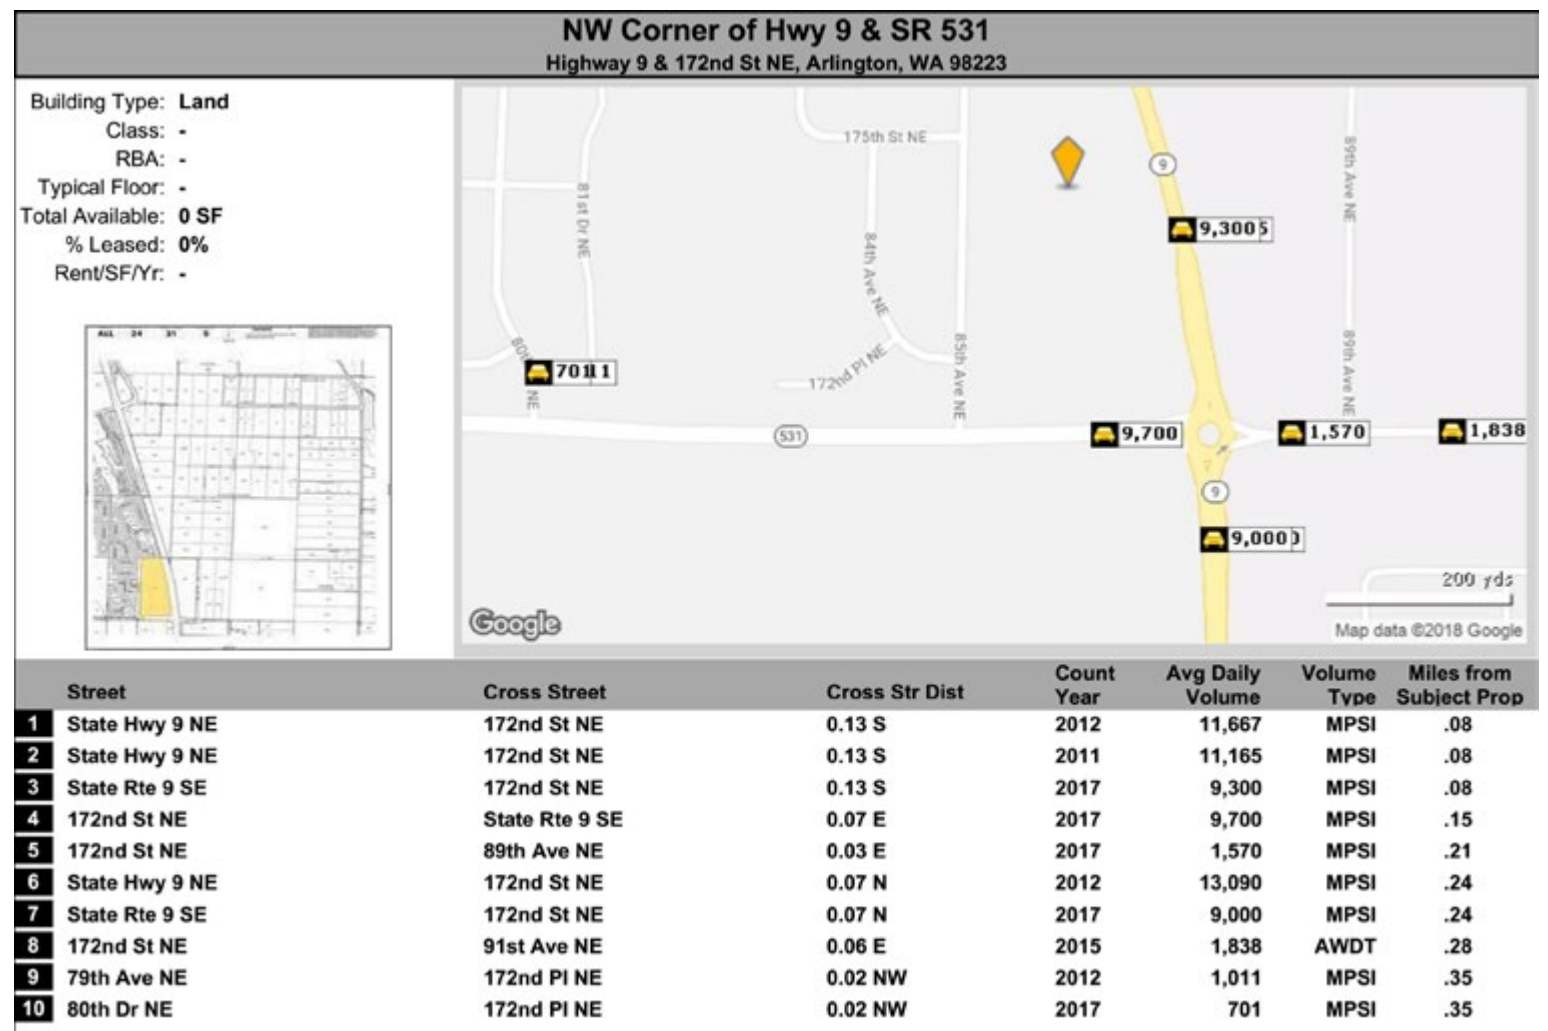 NW Corner of Hwy 9 & SR 531
Highway 9 & 172nd St NE, Arlington, WA 98223
Building Type: Land
Class: -
RBA: -
Typical Floor: -
Total Available: 0 SF
% Leased: 0%
Rent/SF/Yr: -
ALL 24 31 5
175th St NE
81st Dr NE
84th Ave NE
85th Ave NE
89th Ave NE
89th Ave NE
172nd Pl NE
80th NE
9
9,300 5
701 11
531
9,700
1,570
1,838
9
9,000
200 yds
Google
Map data ©2018 Google
Street Cross Street Cross Str Dist Count Year Avg Daily Volume Volume Type Miles from Subject Prop
1 State Hwy 9 NE 172nd St NE 0.13 S 2012 11,667 MPSI .08
2 State Hwy 9 NE 172nd St NE 0.13 S 2011 11,165 MPSI .08
3 State Rte 9 SE 172nd St NE 0.13 S 2017 9,300 MPSI .08
4 172nd St NE State Rte 9 SE 0.07 E 2017 9,700 MPSI .15
5 172nd St NE 89th Ave NE 0.03 E 2017 1,570 MPSI .21
6 State Hwy 9 NE 172nd St NE 0.07 N 2012 13,090 MPSI .24
7 State Rte 9 SE 172nd St NE 0.07 N 2017 9,000 MPSI .24
8 172nd St NE 91st Ave NE 0.06 E 2015 1,838 AWDT .28
9 79th Ave NE 172nd Pl NE 0.02 NW 2012 1,011 MPSI .35
10 80th Dr NE 172nd Pl NE 0.02 NW 2017 701 MPSI .35